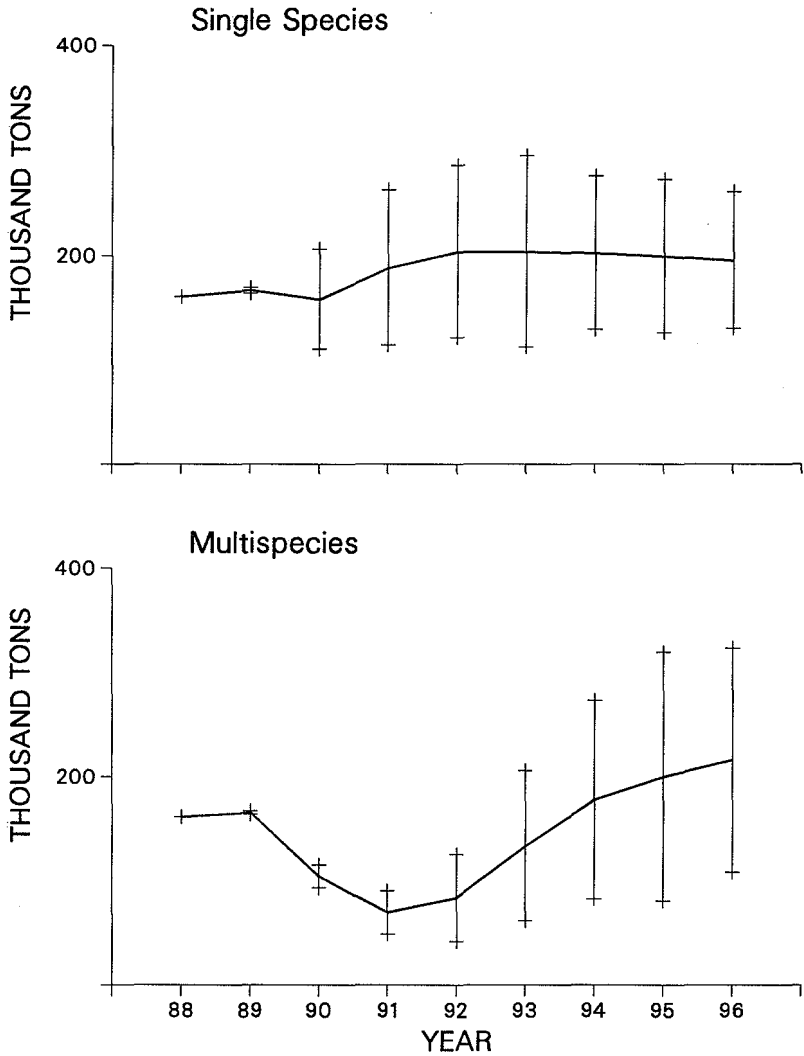 Single Species
400
200
THOUSAND TONS
Multispecies
400
200
THOUSAND TONS
88 89 90 91 92 93 94 95 96
YEAR